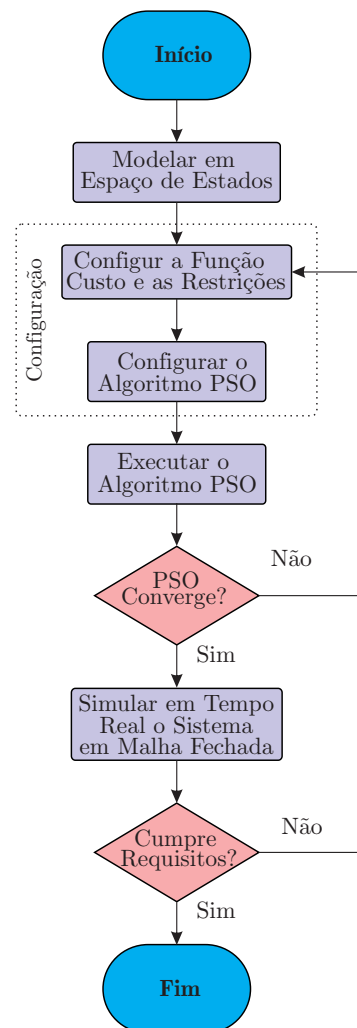 Início
Modelar em
Espaço de Estados
Configur a Função
Custo e as Restrições
Configuração
Configurar o
Algoritmo PSO
Executar o
Algoritmo PSO
PSO
Converge?
Não
Sim
Simular em Tempo
Real o Sistema
em Malha Fechada
Cumpre
Requisitos?
Não
Sim
Fim